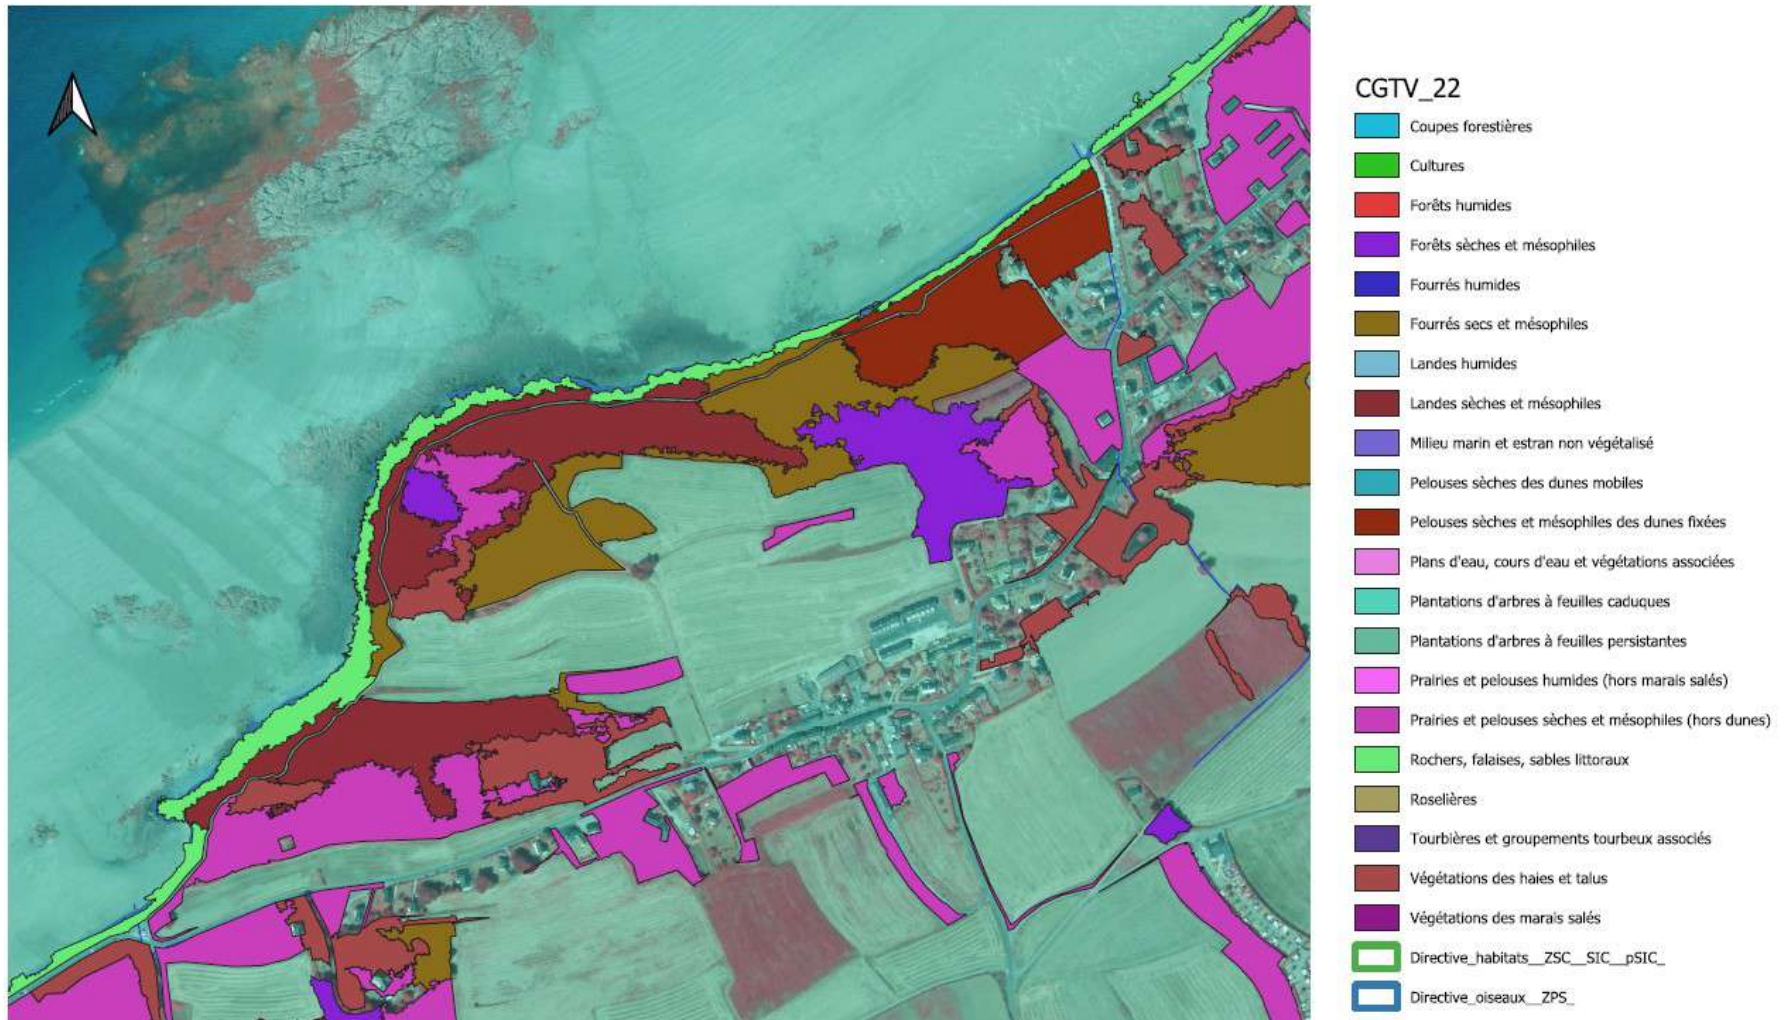 CGTV_22
Coupes forestières
Cultures
Forêts humides
Forêts sèches et mésophiles
Fourrés humides
Fourrés secs et mésophiles
Landes humides
Landes sèches et mésophiles
Milieu marin et estran non végétalisé
Pelouses sèches des dunes mobiles
Pelouses sèches et mésophiles des dunes fixées
Plans d'eau, cours d'eau et végétations associées
Plantations d'arbres à feuilles caduques
Plantations d'arbres à feuilles persistantes
Prairies et pelouses humides (hors marais salés)
Prairies et pelouses sèches et mésophiles (hors dunes)
Rochers, falaises, sables littoraux
Roselières
Tourbières et groupements tourbeux associés
Végétations des haies et talus
Végétations des marais salés
Directive_habitats__ZSC__SIC__pSIC_
Directive_oiseaux__ZPS_